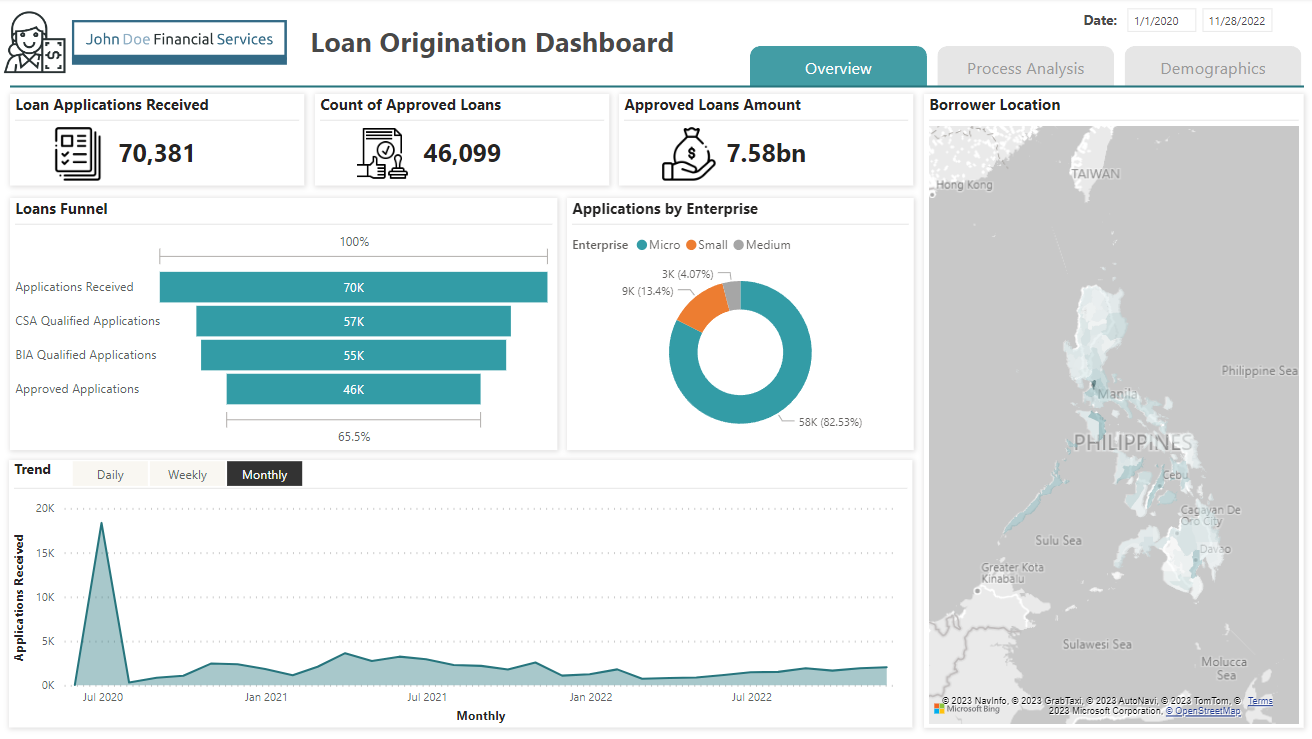 John Doe Financial Services
Loan Origination Dashboard
Date: 1/1/2020 11/28/2022
Overview
Process Analysis
Demographics
Loan Applications Received
70,381
Count of Approved Loans
46,099
Approved Loans Amount
7.58bn
Loans Funnel
100%
Applications Received 70K
CSA Qualified Applications 57K
BIA Qualified Applications 55K
Approved Applications 46K
65.5%
Applications by Enterprise
Enterprise Micro Small Medium
3K (4.07%)
9K (13.4%)
58K (82.53%)
Trend
Daily
Weekly
Monthly
Applications Received
20K
15K
10K
5K
0K
Jul 2020
Jan 2021
Jul 2021
Jan 2022
Jul 2022
Monthly
Borrower Location
TAIWAN
Hong Kong
Philippine Sea
Manila
PHILIPPINES
Cebu
Cagayan De
Oro City
Sulu Sea
Davao
Greater Kota
Kinabalu
Sulawesi Sea
Molucca
Sea
Microsoft Bing
© 2023 NavInfo, © 2023 GrabTaxi, © 2023 AutoNavi, © 2023 TomTom, © Terms
2023 Microsoft Corporation, © OpenStreetMap